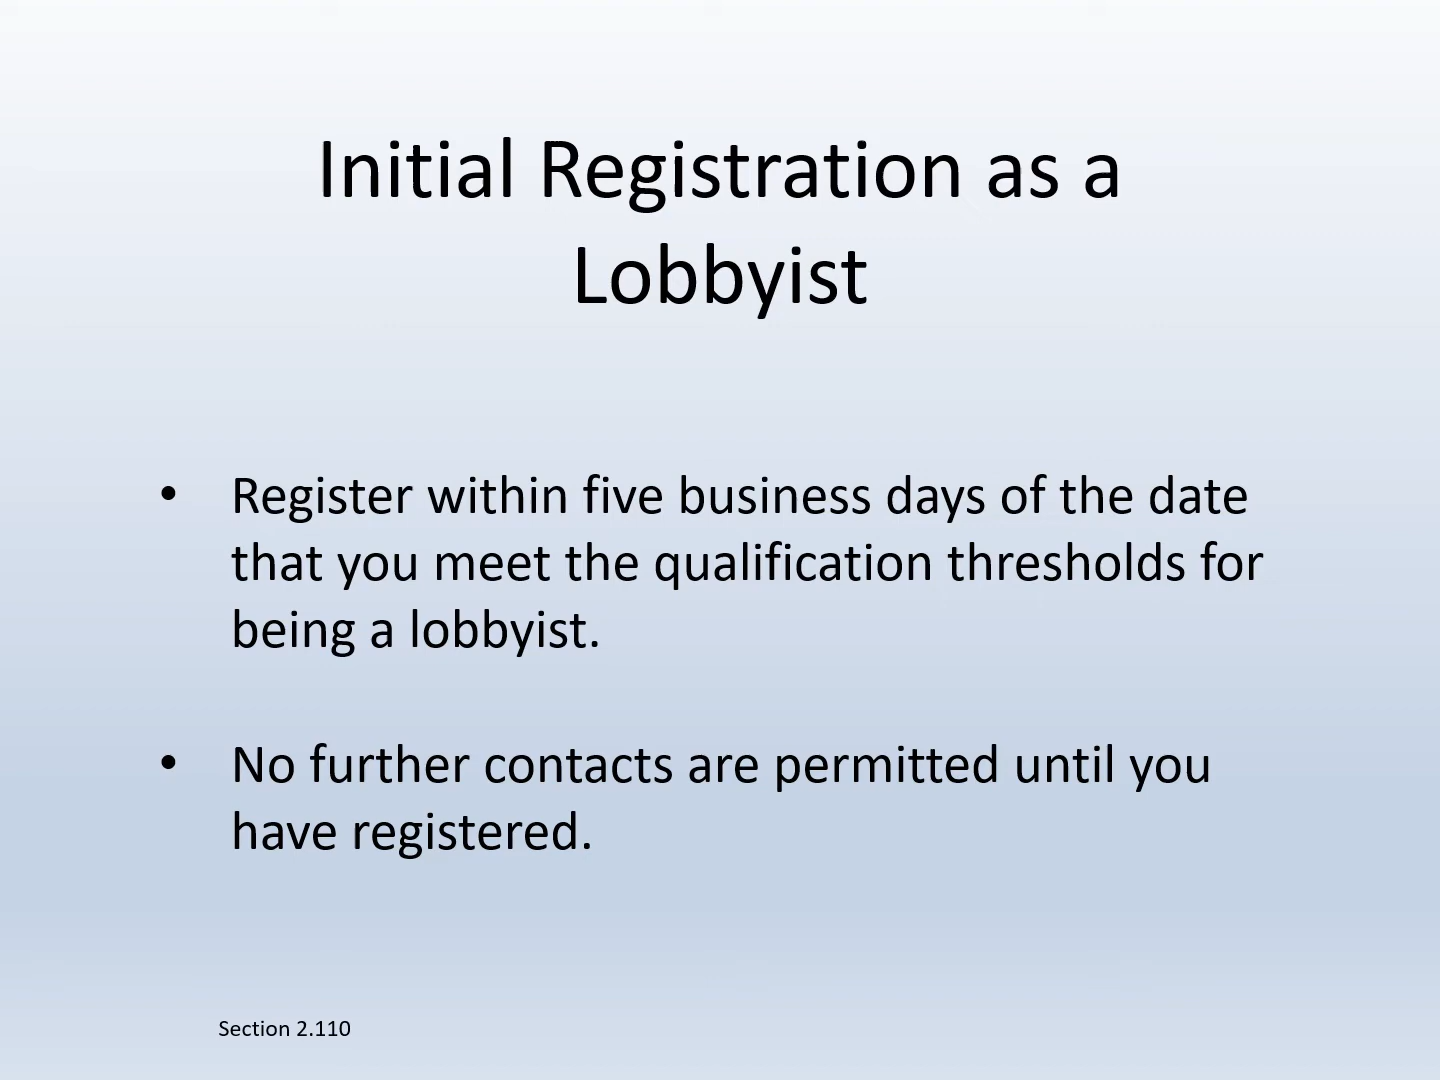 Initial Registration as a
Lobbyist
• Register within five business days of the date
that you meet the qualification thresholds for
being a lobbyist.
• No further contacts are permitted until you
have registered.
Section 2.110